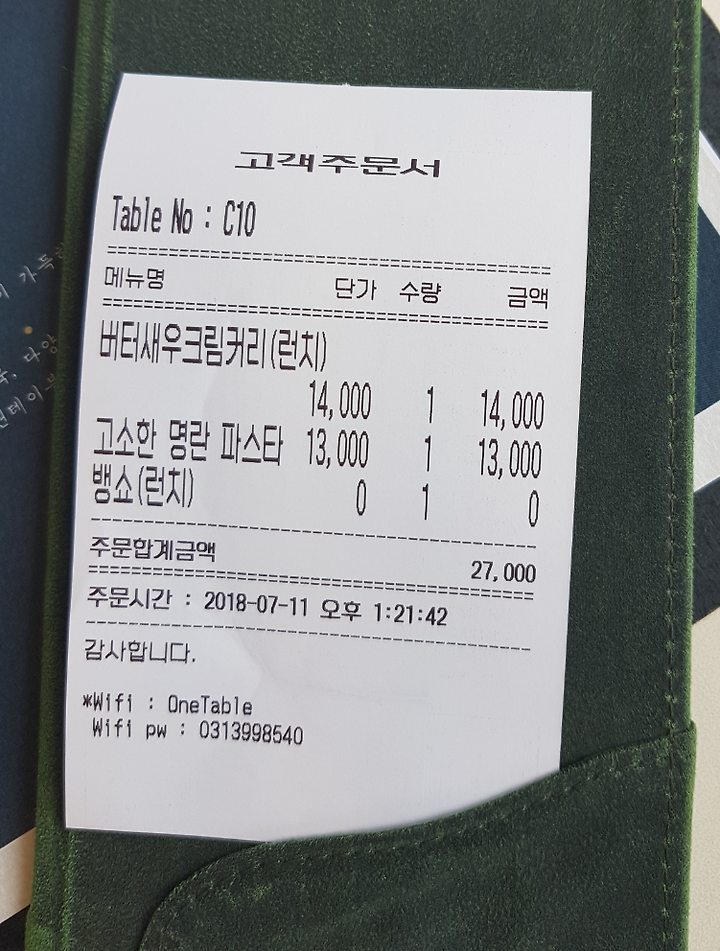 고객주문서
Table No : C10
메뉴명 단가 수량 금액
버터새우크림커리(런치)
14,000 1 14,000
고소한 명란 파스타 13,000 1 13,000
뱅쇼(런치) 0 1 0
주문합계금액 27,000
주문시간 : 2018-07-11 오후 1:21:42
감사합니다.
*Wifi : OneTable
Wifi pw : 0313998540
다양